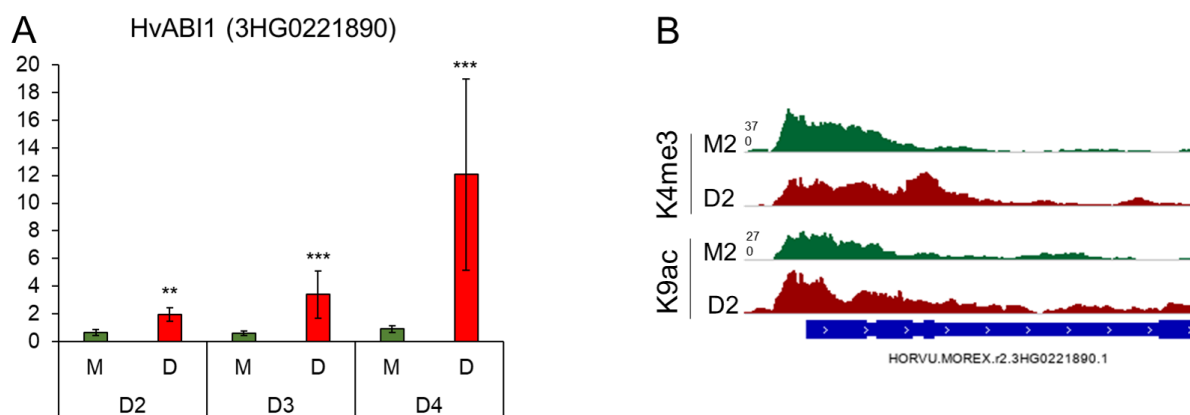 A
HvABI1 (3HG0221890)
20
18
16
14
12
10
8
6
4
2
0
**
***
***
M
D
M
D
M
D
D2
D3
D4
B
K4me3
M2
37
0
D2
K9ac
M2
27
0
D2
HORVU.MOREX.r2.3HG0221890.1